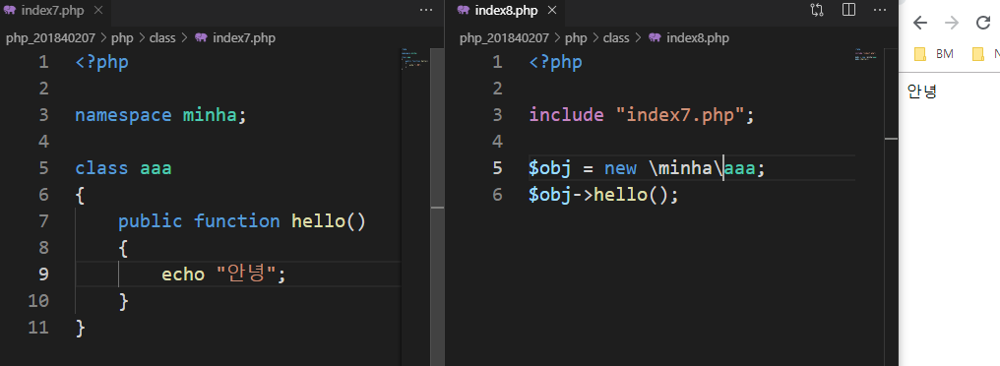 index7.php
php_201840207 > php > class > index7.php
1 <?php
2
3 namespace minha;
4
5 class aaa
6 {
7 public function hello()
8 {
9 echo "안녕";
10 }
11 }
index8.php
php_201840207 > php > class > index8.php
1 <?php
2
3 include "index7.php";
4
5 $obj = new \minha\aaa;
6 $obj->hello();
BM
안녕